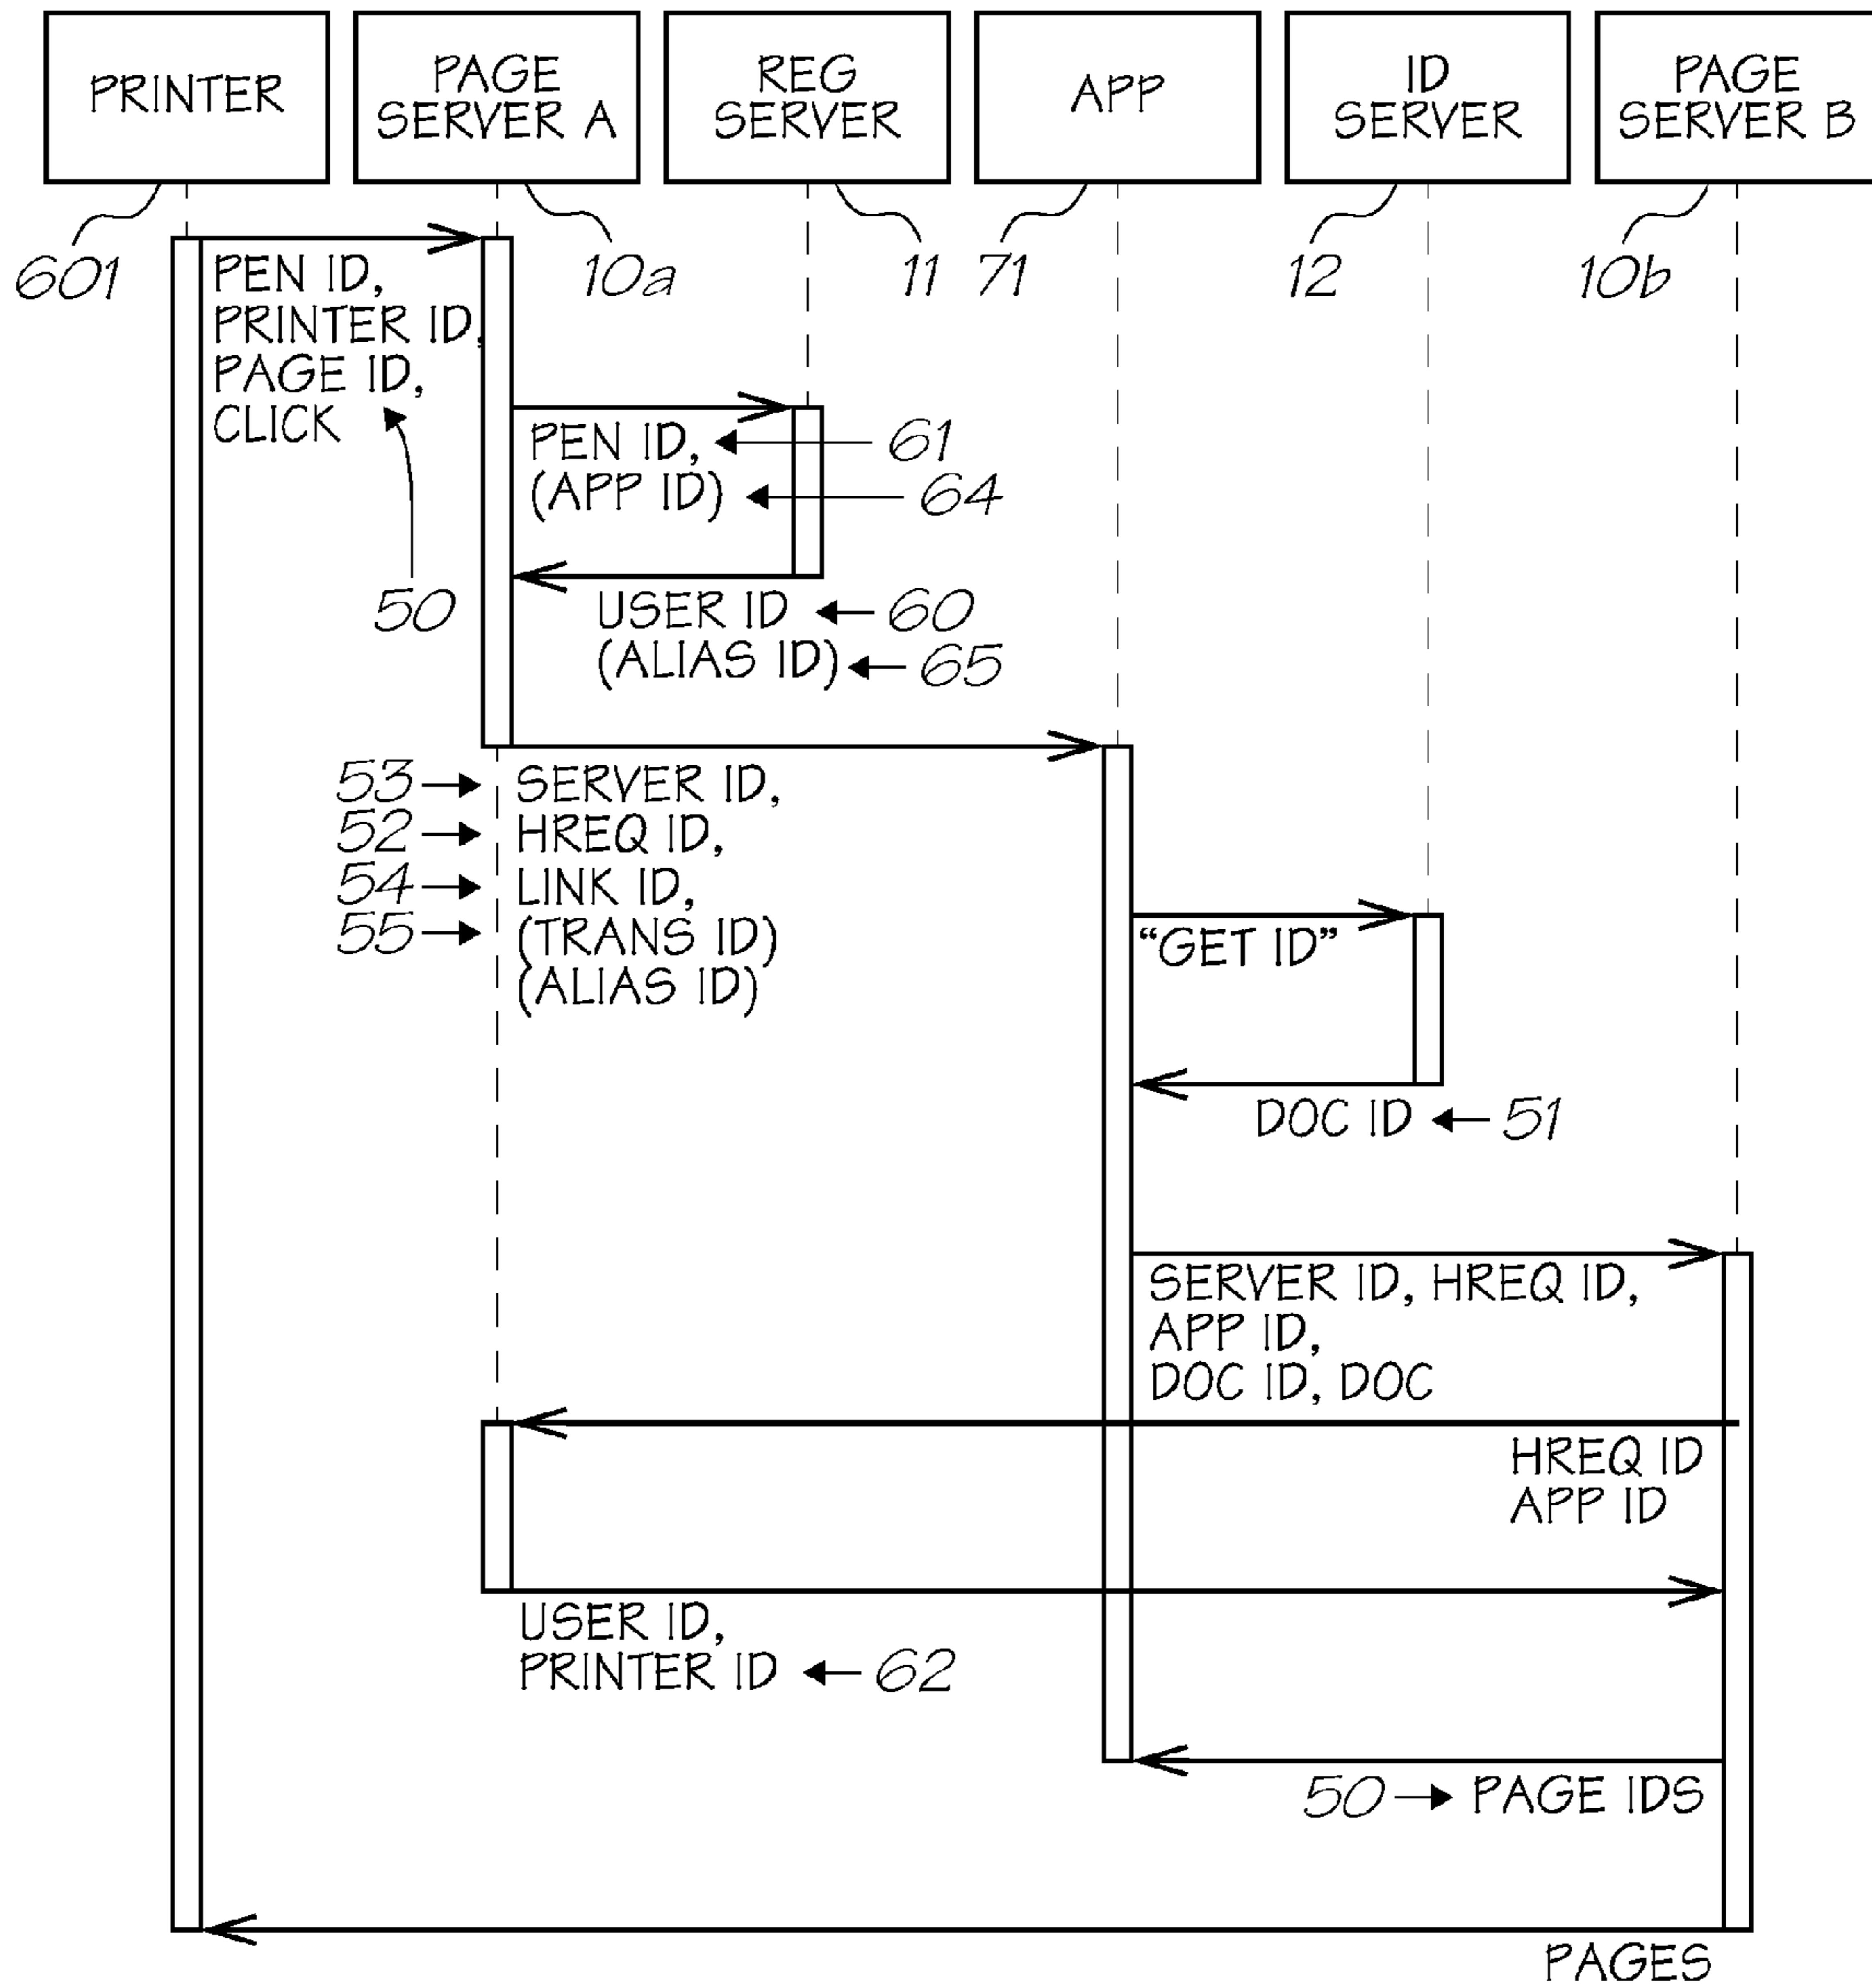 PRINTER
PAGE
SERVER A
REG
SERVER
APP
ID
SERVER
PAGE
SERVER B
601
10a
11
71
12
10b
PEN ID,
PRINTER ID,
PAGE ID,
CLICK
50
PEN ID,
61
(APP ID)
64
USER ID
60
(ALIAS ID)
65
53
SERVER ID,
52
HREQ ID,
54
LINK ID,
55
(TRANS ID)
(ALIAS ID)
“GET ID”
DOC ID
51
SERVER ID, HREQ ID,
APP ID,
DOC ID, DOC
HREQ ID
APP ID
USER ID,
PRINTER ID
62
50
PAGE IDS
PAGES